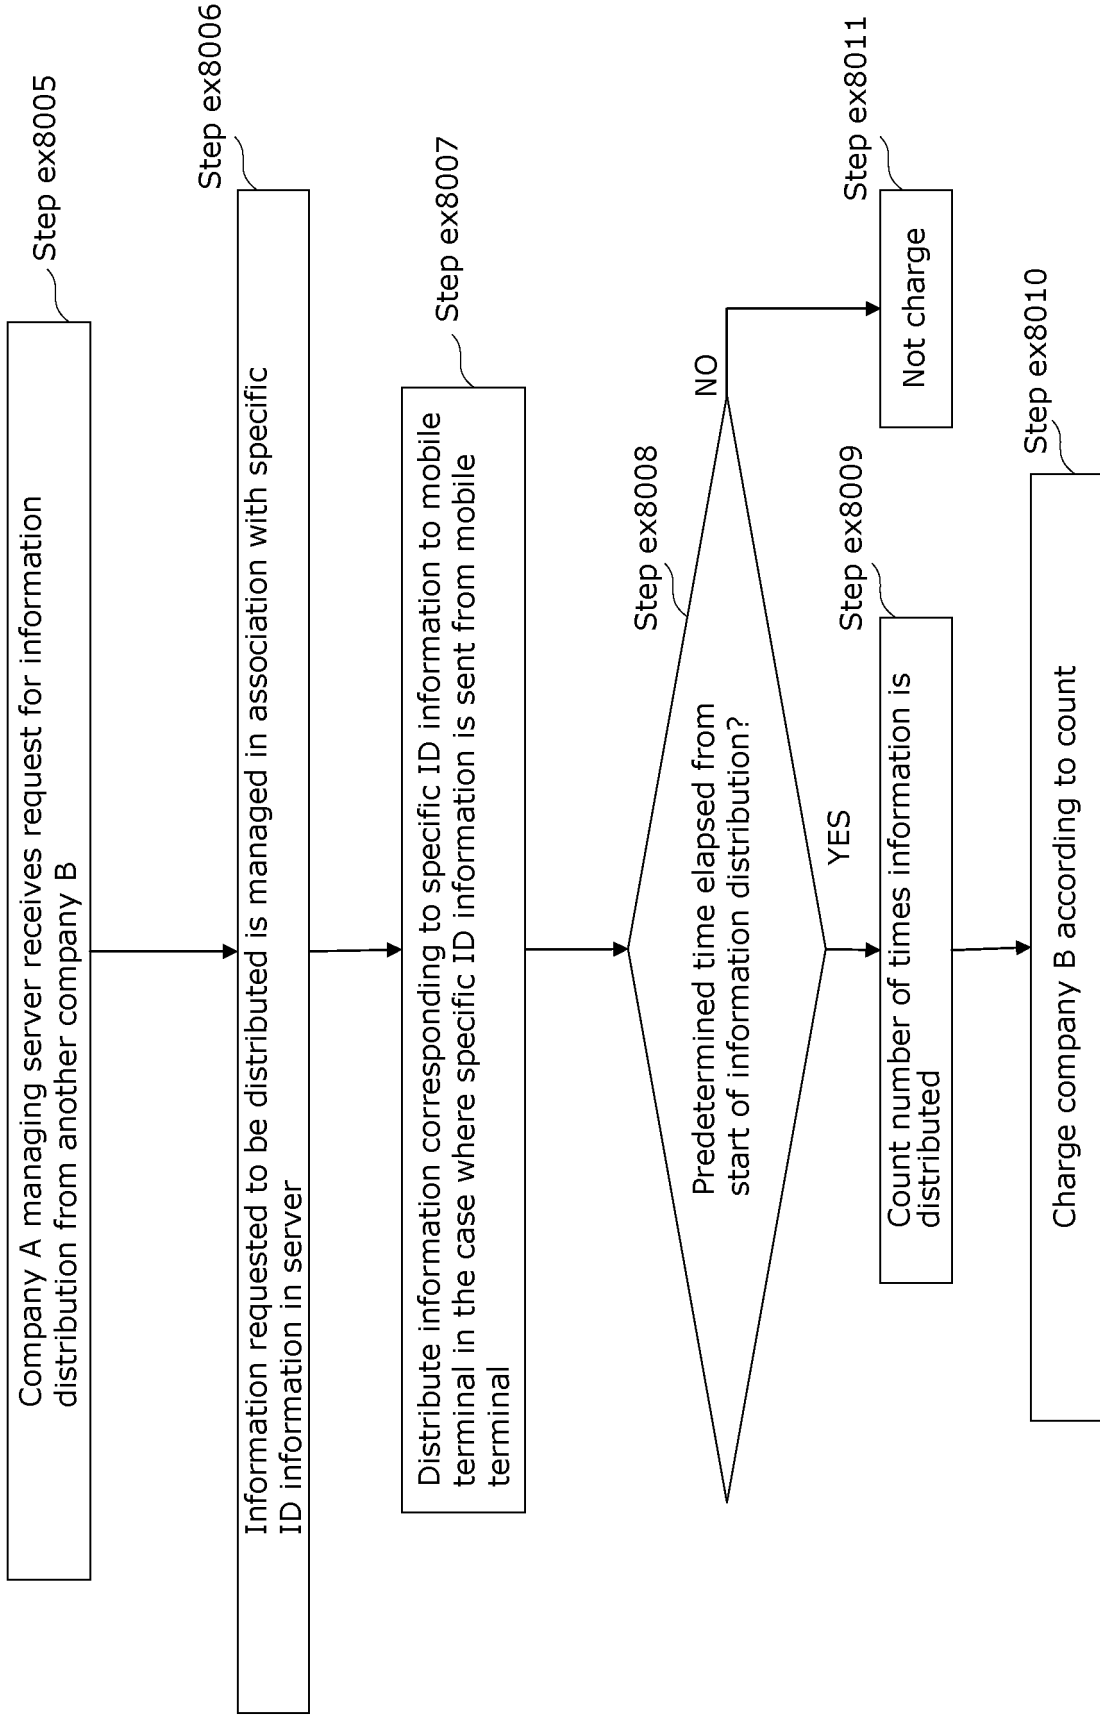 Step ex8005
Company A managing server receives request for information
distribution from another company B
Step ex8006
Information requested to be distributed is managed in association with specific
ID information in server
Step ex8007
Distribute information corresponding to specific ID information to mobile
terminal in the case where specific ID information is sent from mobile
terminal
Step ex8008
Predetermined time elapsed from
start of information distribution?
NO
YES
Step ex8009
Count number of times information is
distributed
Step ex8011
Not charge
Step ex8010
Charge company B according to count